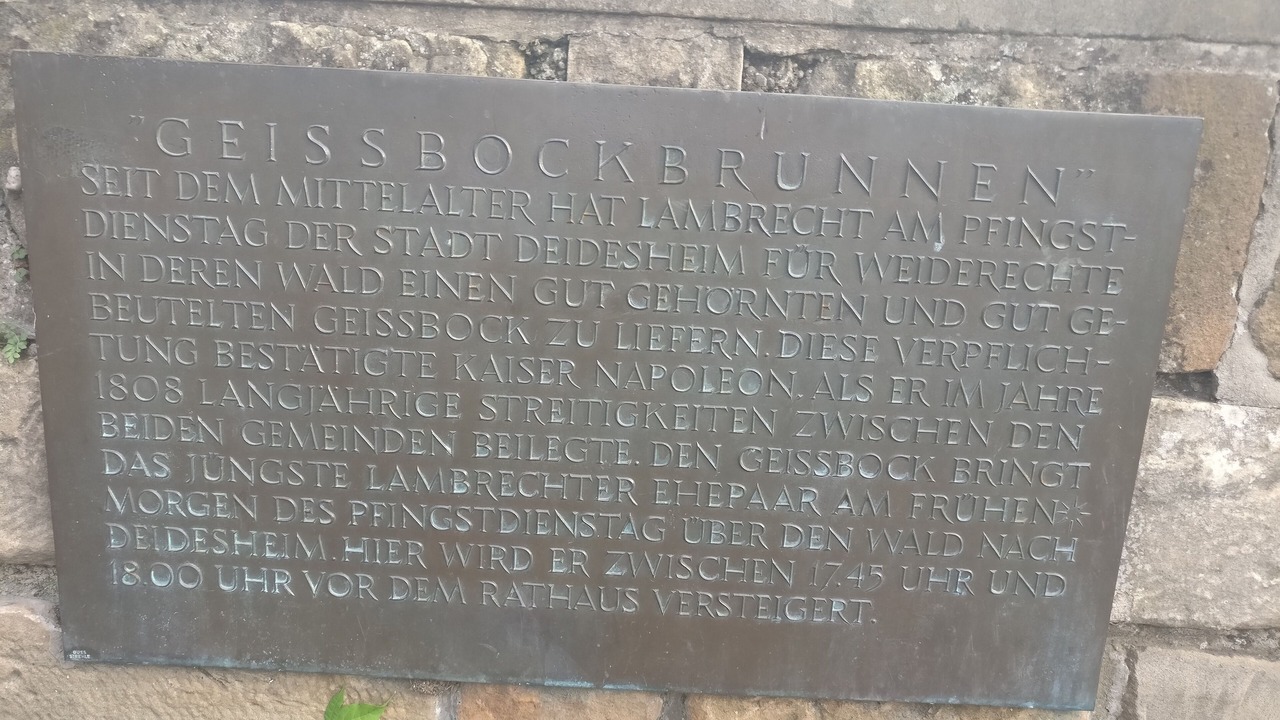 "GEISSBOCKBRUNNEN"
SEIT DEM MITTELALTER HAT LAMBRECHT AM PFINGST-
DIENSTAG DER STADT DEIDESHEIM FÜR WEIDERECHTE
IN DEREN WALD EINEN GUT GEHÖRNTEN UND GUT GE-
BEUTELTEN GEISSBOCK ZU LIEFERN. DIESE VERPFLICH-
TUNG BESTÄTIGTE KAISER NAPOLEON, ALS ER IM JAHRE
1808 LANGJÄHRIGE STREITIGKEITEN ZWISCHEN DEN
BEIDEN GEMEINDEN BEILEGTE. DEN GEISSBOCK BRINGT
DAS JÜNGSTE LAMBRECHTER EHEPAAR AM FRÜHEN
MORGEN DES PFINGSTDIENSTAG ÜBER DEN WALD NACH
DEIDESHEIM. HIER WIRD ER ZWISCHEN 17.45 UHR UND
18.00 UHR VOR DEM RATHAUS VERSTEIGERT.